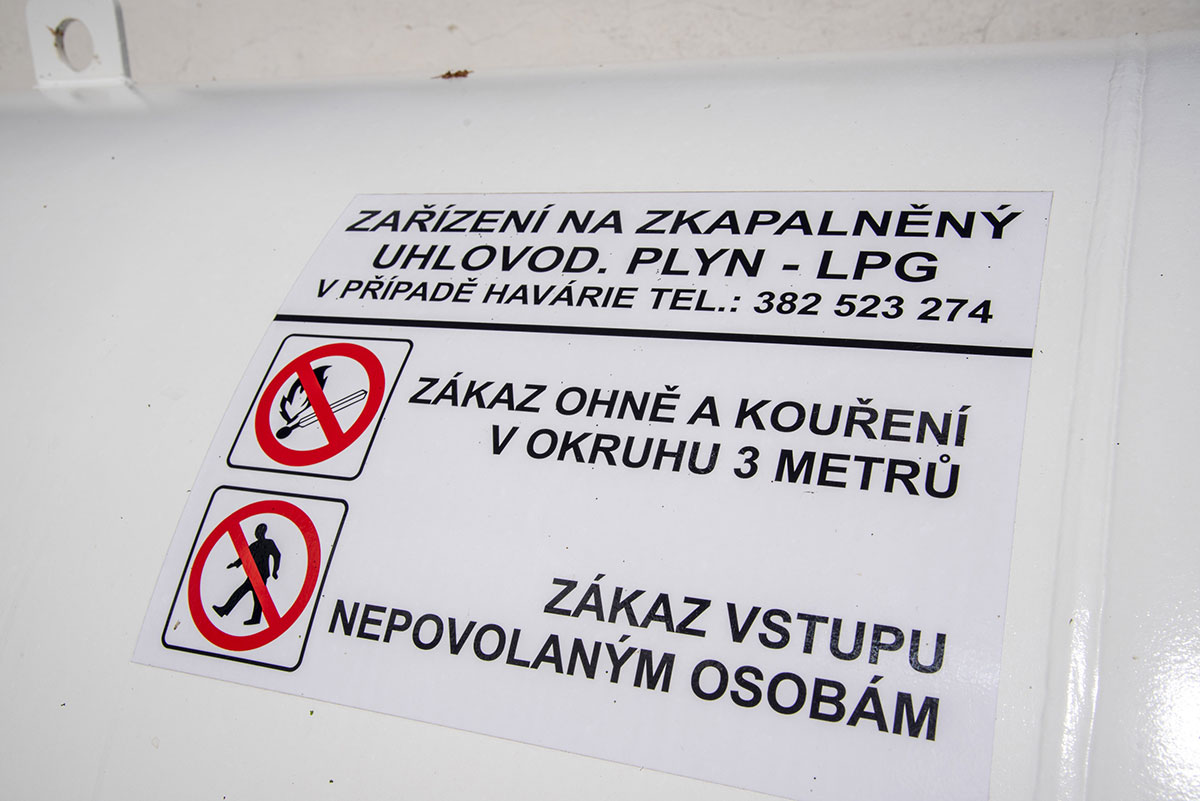 ZAŘÍZENÍ NA ZKAPALNĚNÝ
UHLOVOD. PLYN - LPG
V PŘÍPADĚ HAVÁRIE TEL.: 382 523 274
ZÁKAZ OHNĚ A KOUŘENÍ
V OKRUHU 3 METRŮ
ZÁKAZ VSTUPU
NEPOVOLANÝM OSOBÁM